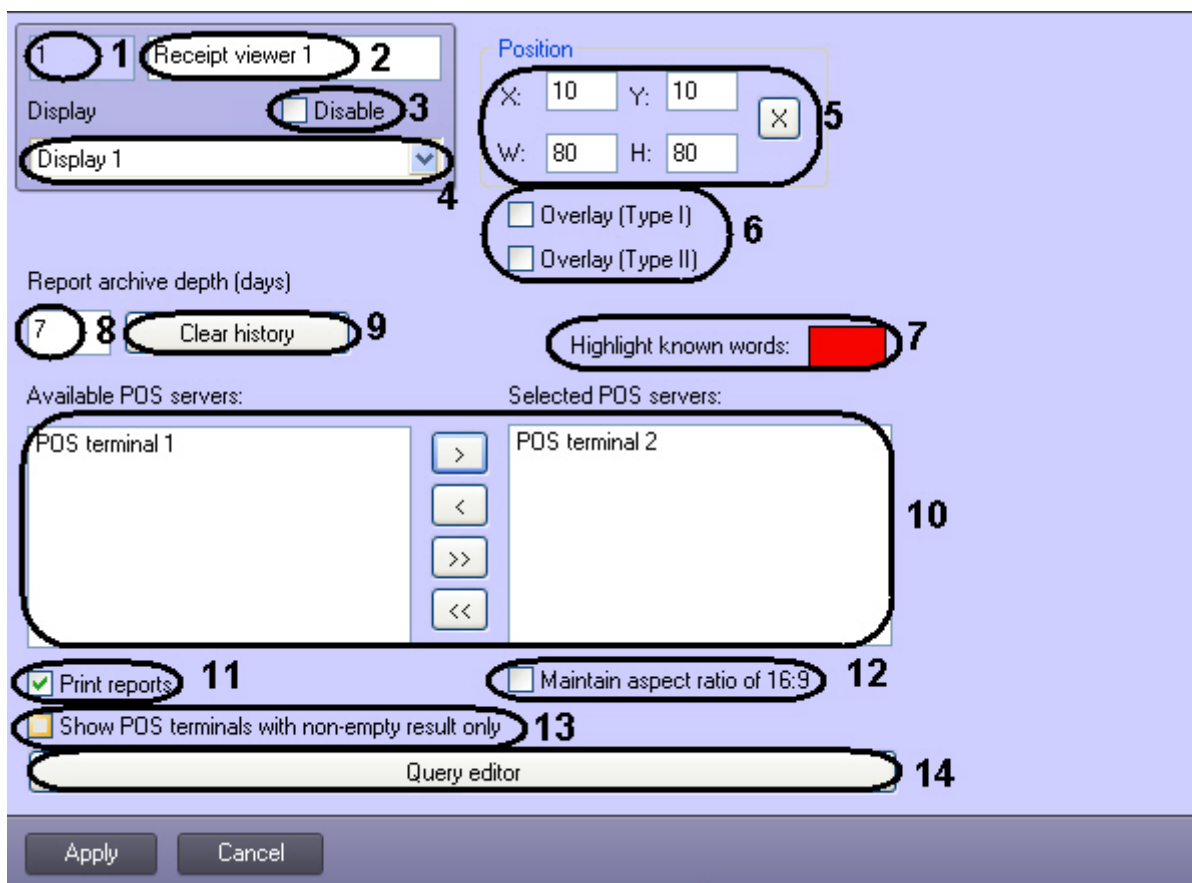 1 1 Receipt viewer 1 2
Display Disable 3
Display 1
4
Position
X: 10 Y: 10 X 5
W: 80 H: 80
Overlay (Type I)
6
Overlay (Type II)
Report archive depth (days)
7 8 Clear history 9
Highlight known words: 7
Available POS servers: Selected POS servers:
POS terminal 1 > POS terminal 2
<
10
>>
<<
Print reports 11 Maintain aspect ratio of 16:9 12
Show POS terminals with non-empty result only 13
Query editor 14
Apply Cancel